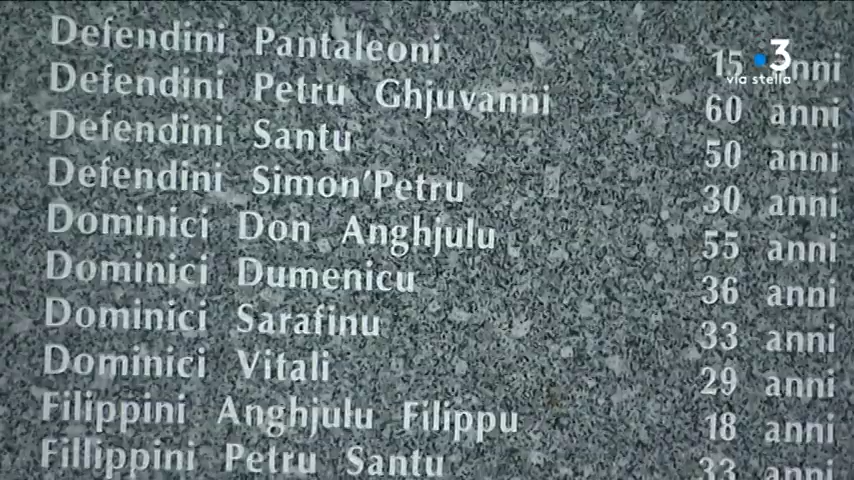 Defendini Pantaleoni 15 anni
Defendini Petru Ghjuvanni 60 anni
Defendini Santu 50 anni
Defendini Simon'Petru 30 anni
Dominici Don Anghjulu 55 anni
Dominici Dumenicu 36 anni
Dominici Sarafinu 33 anni
Dominici Vitali 29 anni
Filippini Anghjulu Filippu 18 anni
Fillippini Petru Santu 33 anni
3
via stella